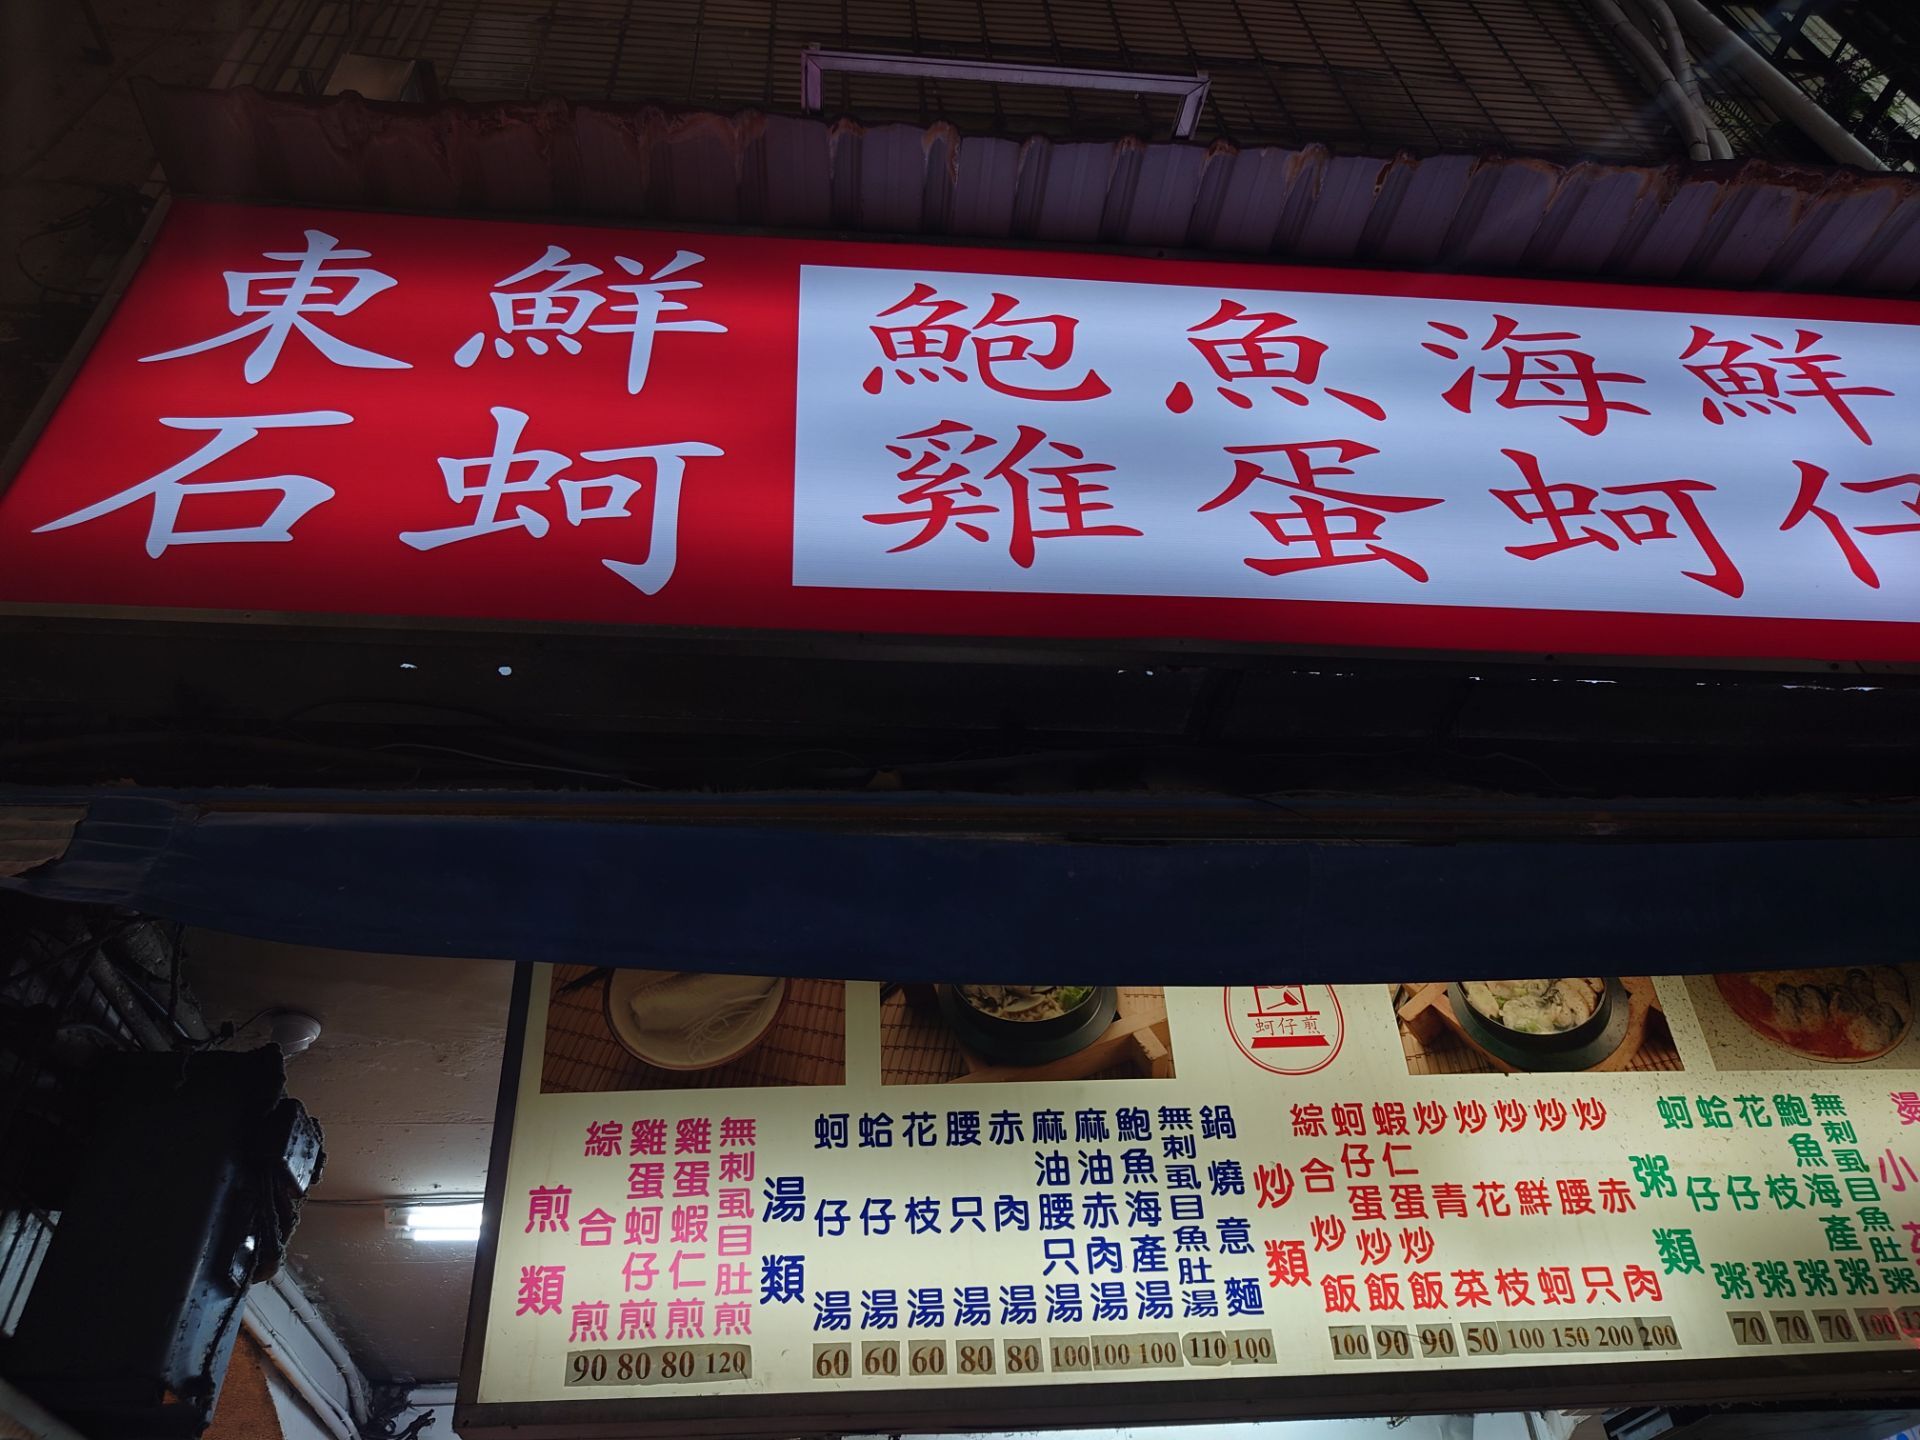 東石
鮮蚵
鮑魚海鮮
雞蛋蚵仔
蚵仔煎
煎類
綜合煎 90
雞蛋蚵仔煎 80
雞蛋蝦仁煎 80
無刺虱目肚煎 120
湯類
蚵仔湯 60
蛤仔湯 60
花枝湯 60
腰只湯 80
赤肉湯 80
麻油腰只湯 100
麻油赤肉湯 100
鮑魚海產湯 100
無刺虱目魚肚湯 110
鍋燒意麵 100
炒類
綜合炒飯 100
蚵仔蛋炒飯 90
蝦仁蛋炒飯 90
炒青菜 50
炒花枝 100
炒鮮蚵 150
炒腰只 200
炒赤肉 200
粥類
蚵仔粥 70
蛤仔粥 70
花枝粥 70
鮑魚海產粥 100
無刺虱目魚肚粥
小